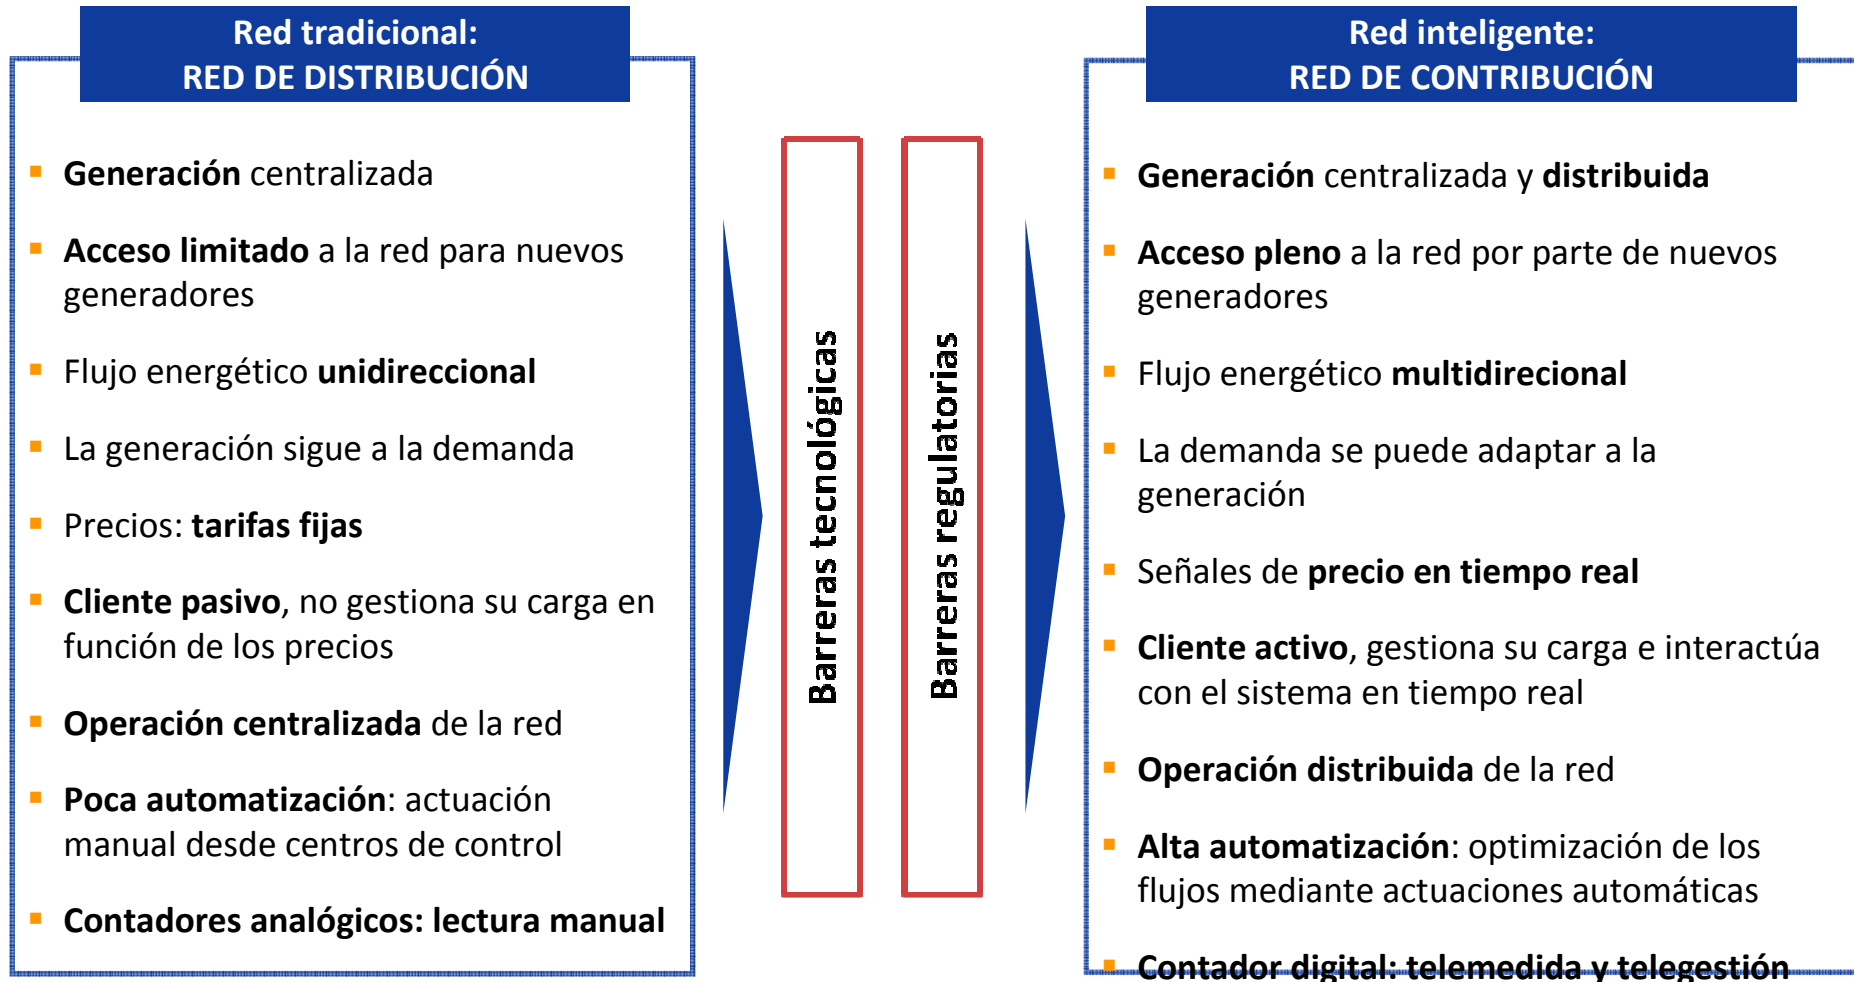 Red tradicional:
RED DE DISTRIBUCIÓN
Generación centralizada
Acceso limitado a la red para nuevos
generadores
Flujo energético unidireccional
La generación sigue a la demanda
Precios: tarifas fijas
Cliente pasivo, no gestiona su carga en
función de los precios
Operación centralizada de la red
Poca automatización: actuación
manual desde centros de control
Contadores analógicos: lectura manual
Barreras tecnológicas
Barreras regulatorias
Red inteligente:
RED DE CONTRIBUCIÓN
Generación centralizada y distribuida
Acceso pleno a la red por parte de nuevos
generadores
Flujo energético multidirecional
La demanda se puede adaptar a la
generación
Señales de precio en tiempo real
Cliente activo, gestiona su carga e interactúa
con el sistema en tiempo real
Operación distribuida de la red
Alta automatización: optimización de los
flujos mediante actuaciones automáticas
Contador digital: telemedida y telegestión